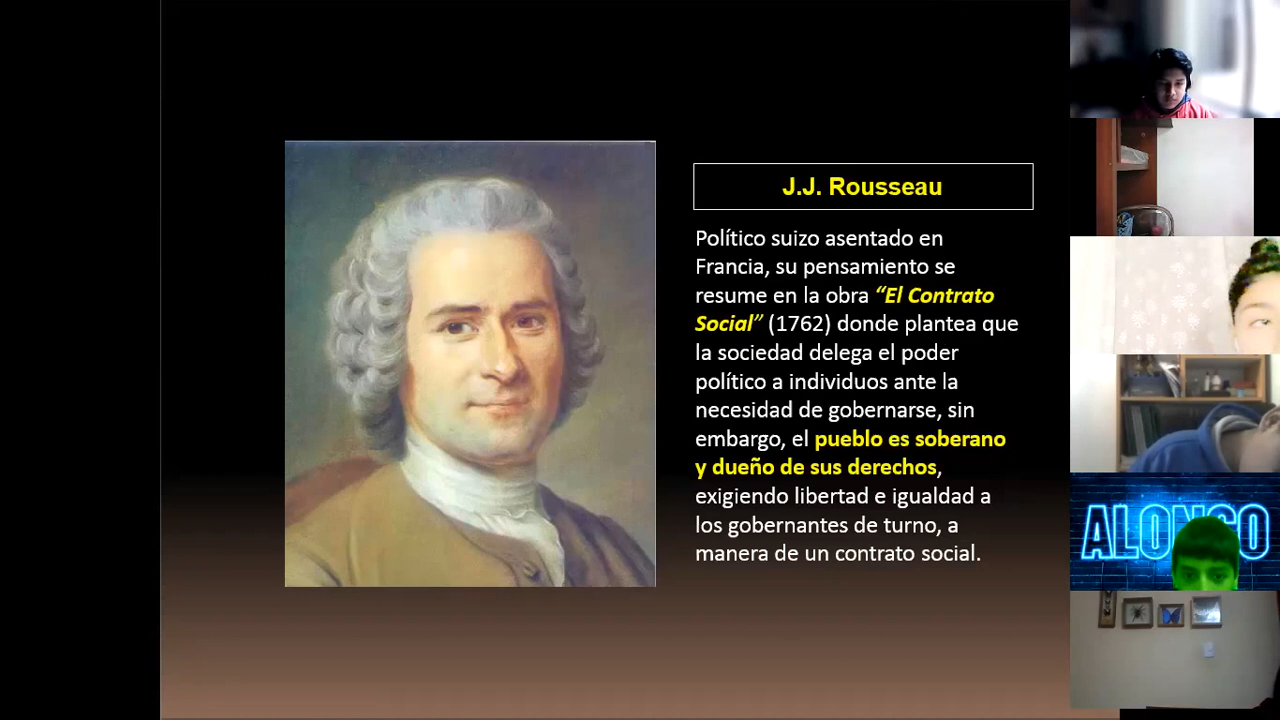 J.J. Rousseau
Político suizo asentado en
Francia, su pensamiento se
resume en la obra “El Contrato
Social” (1762) donde plantea que
la sociedad delega el poder
político a individuos ante la
necesidad de gobernarse, sin
embargo, el pueblo es soberano
y dueño de sus derechos,
exigiendo libertad e igualdad a
los gobernantes de turno, a
manera de un contrato social.